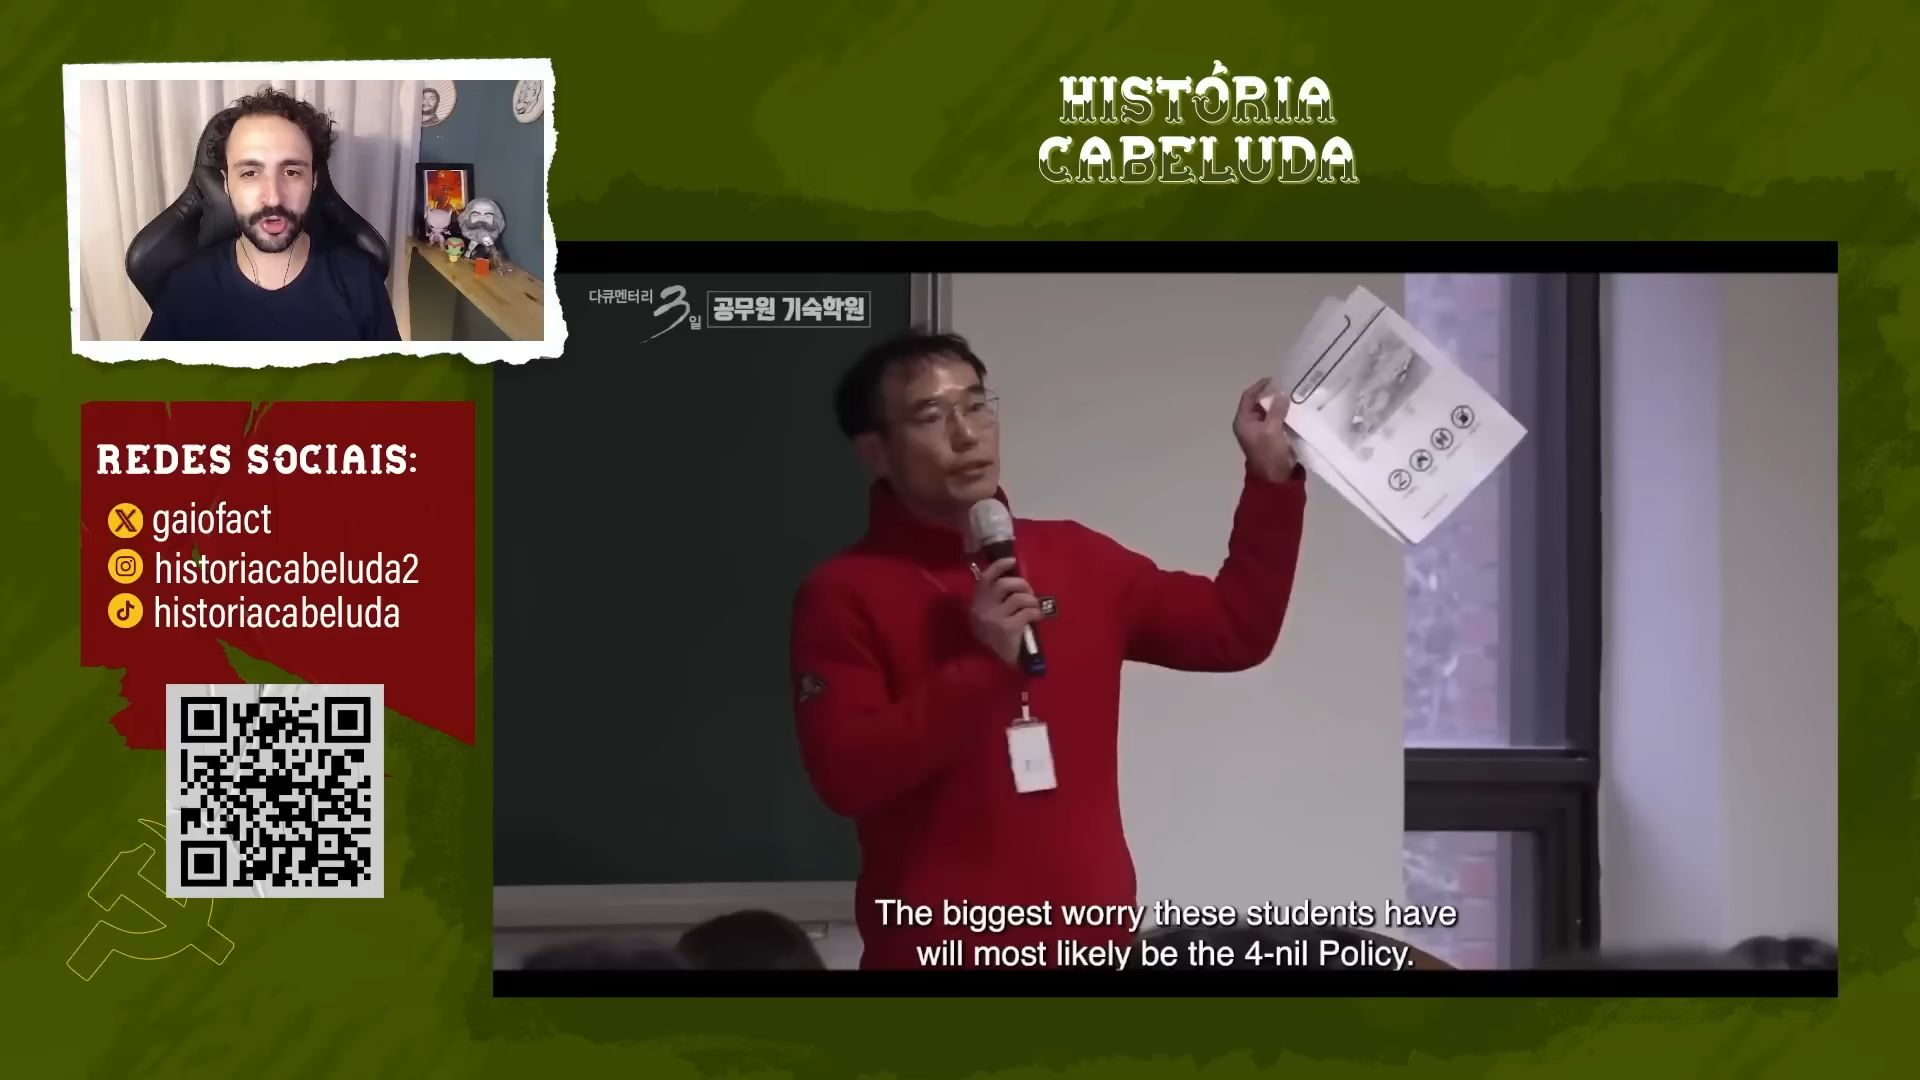 HISTÓRIA
CABELUDA
REDES SOCIAIS:
gaiofact
historiacabeluda2
historiacabeluda
다큐멘터리 3일 공무원 기숙학원
The biggest worry these students have
will most likely be the 4-nil Policy.